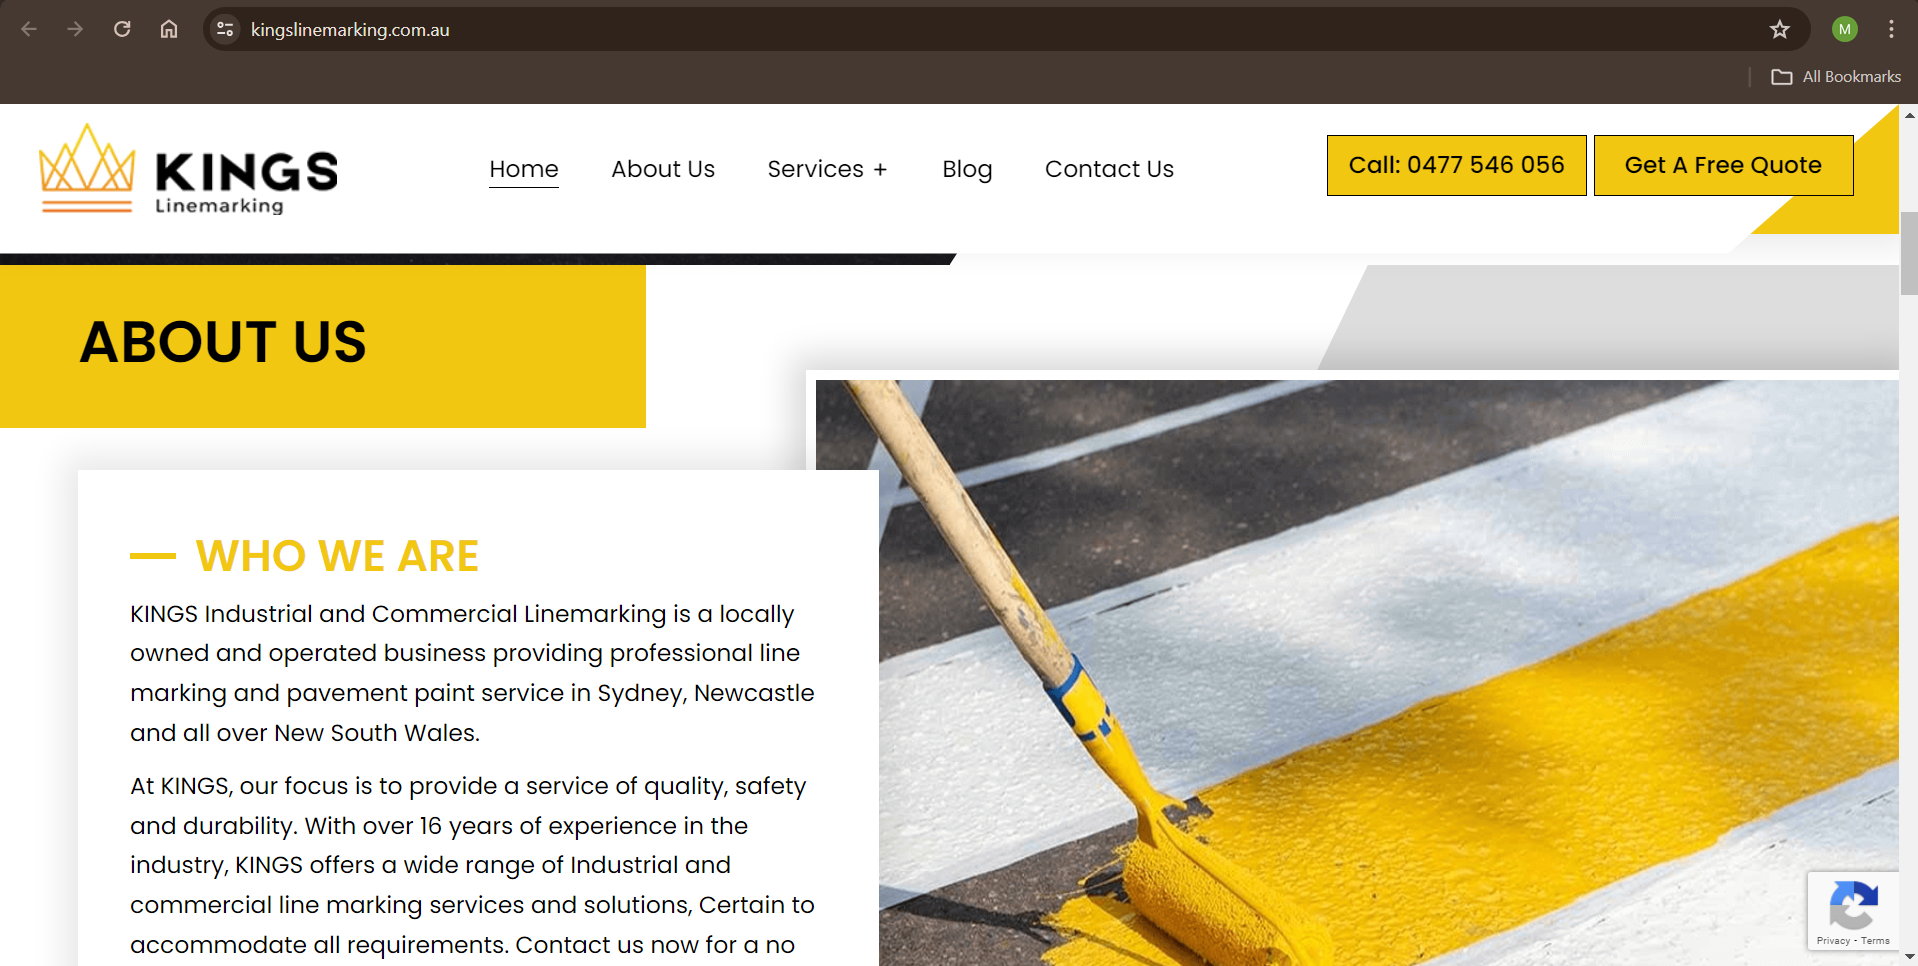 kingslinemarking.com.au
M
All Bookmarks
KINGS
Linemarking
Home
About Us
Services +
Blog
Contact Us
Call: 0477 546 056
Get A Free Quote
ABOUT US
WHO WE ARE
KINGS Industrial and Commercial Linemarking is a locally
owned and operated business providing professional line
marking and pavement paint service in Sydney, Newcastle
and all over New South Wales.
At KINGS, our focus is to provide a service of quality, safety
and durability. With over 16 years of experience in the
industry, KINGS offers a wide range of Industrial and
commercial line marking services and solutions, Certain to
accommodate all requirements. Contact us now for a no
Privacy - Terms